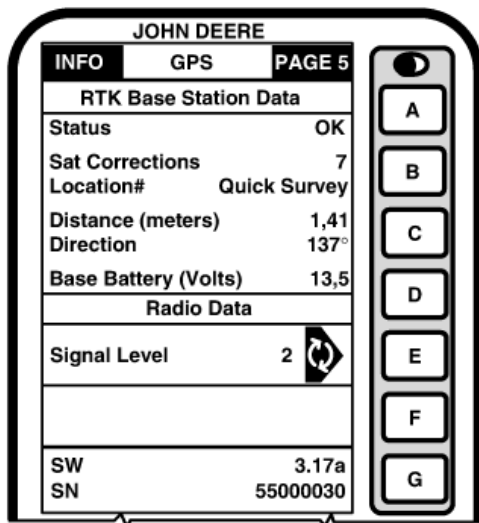 JOHN DEERE
INFO GPS PAGE 5
RTK Base Station Data
Status OK
Sat Corrections 7
Location# Quick Survey
Distance (meters) 1,41
Direction 137°
Base Battery (Volts) 13,5
Radio Data
Signal Level 2
SW 3.17a
SN 55000030
A
B
C
D
E
F
G